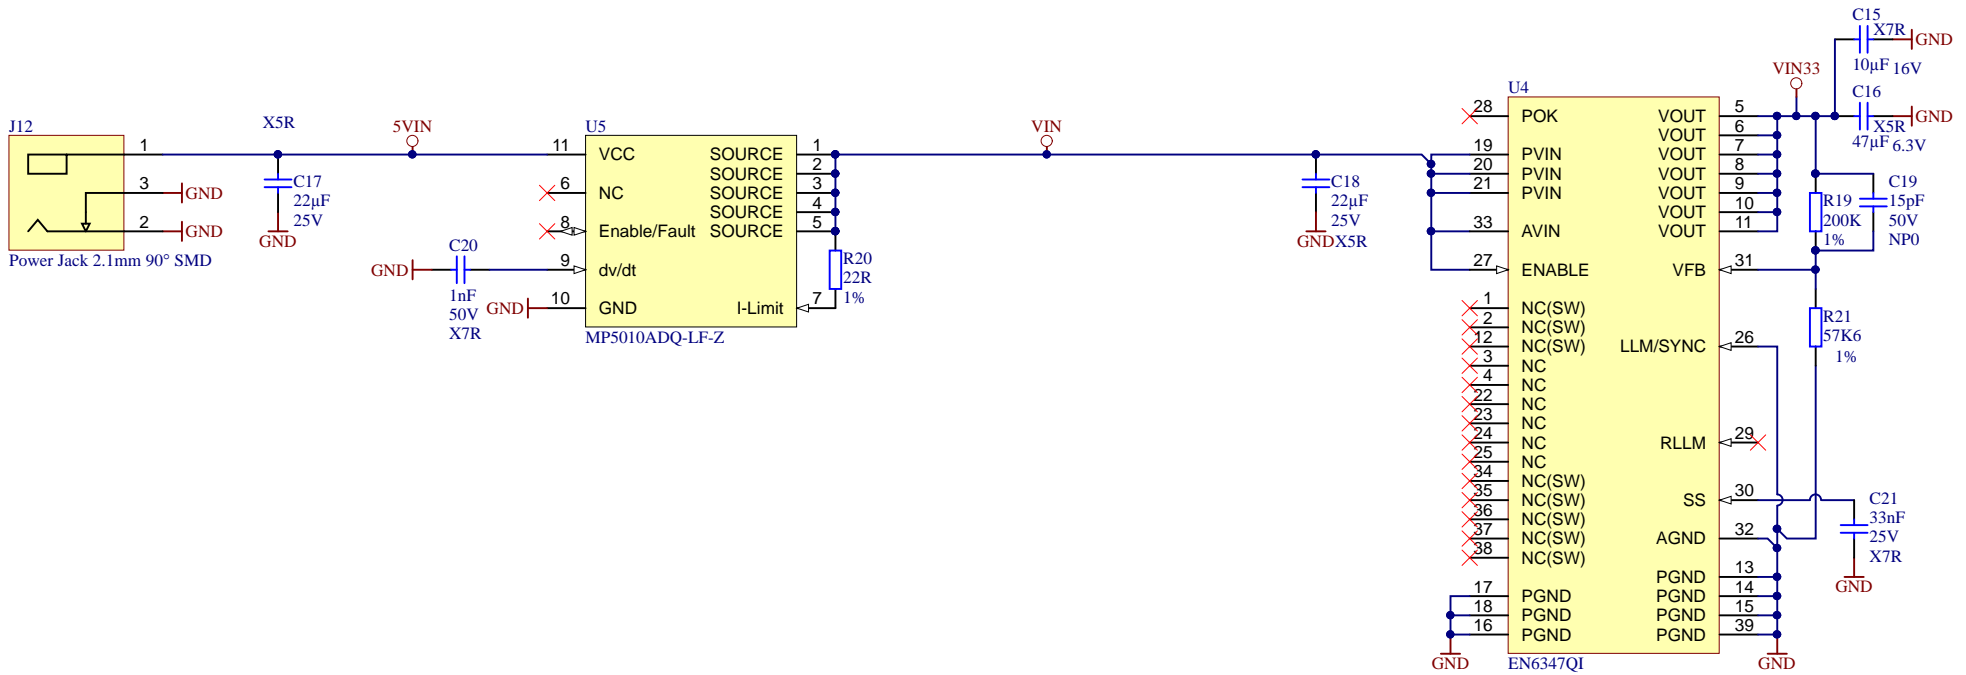 J12
1
3
GND
2
GND
Power Jack 2.1mm 90° SMD
X5R
C17
22µF
25V
GND
5VIN
U5
11
VCC
6
NC
8
Enable/Fault
9
dv/dt
10
GND
SOURCE
1
SOURCE
2
SOURCE
3
SOURCE
4
SOURCE
5
I-Limit
7
MP5010ADQ-LF-Z
GND
C20
1nF
50V
X7R
GND
R20
22R
1%
VIN
C18
22µF
25V
GND
X5R
U4
28
POK
19
PVIN
20
PVIN
21
PVIN
33
AVIN
27
ENABLE
1
NC(SW)
2
NC(SW)
12
NC(SW)
3
NC
4
NC
22
NC
23
NC
24
NC
25
NC
34
NC(SW)
35
NC(SW)
36
NC(SW)
37
NC(SW)
38
NC(SW)
17
PGND
18
PGND
16
PGND
GND
EN6347QI
VOUT
5
VOUT
6
VOUT
7
VOUT
8
VOUT
9
VOUT
10
VOUT
11
VFB
31
LLM/SYNC
26
RLLM
29
SS
30
AGND
32
PGND
13
PGND
14
PGND
15
PGND
39
GND
VIN33
C15
X7R
GND
10µF
16V
C16
GND
X5R
47µF
6.3V
R19
200K
1%
C19
15pF
50V
NP0
R21
57K6
1%
C21
33nF
25V
X7R
GND